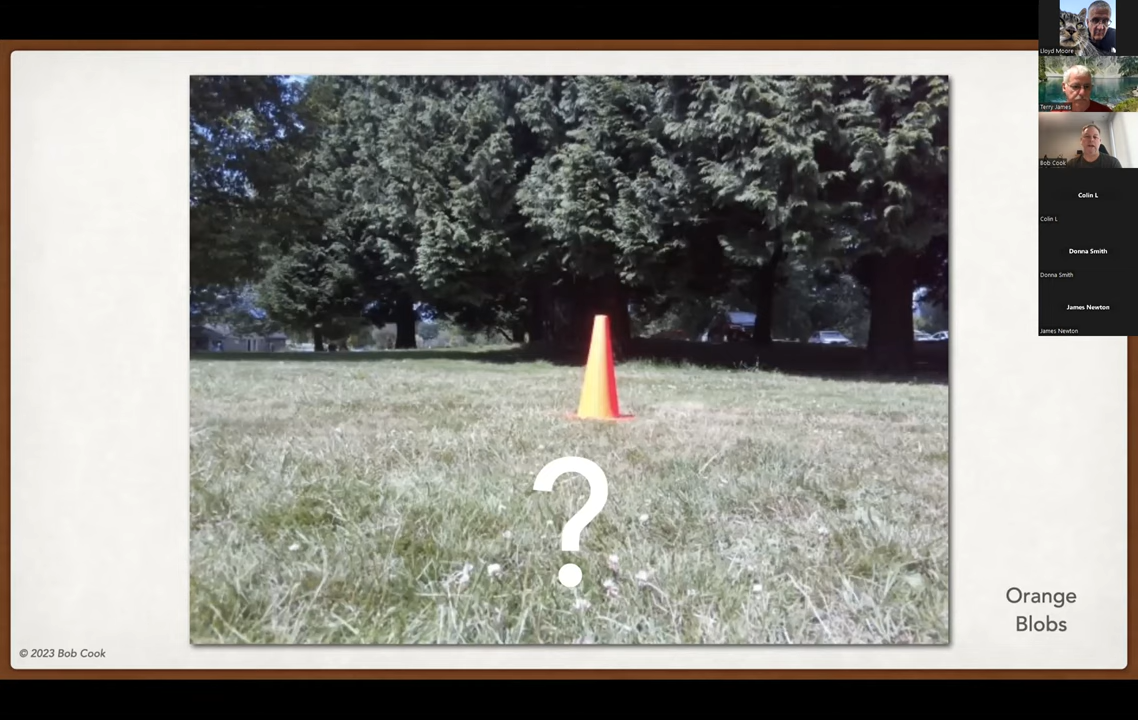 Lloyd Moore
Terry James
Bob Cook
Colin L
Colin L
Donna Smith
Donna Smith
James Newton
James Newton
?
Orange
Blobs
© 2023 Bob Cook